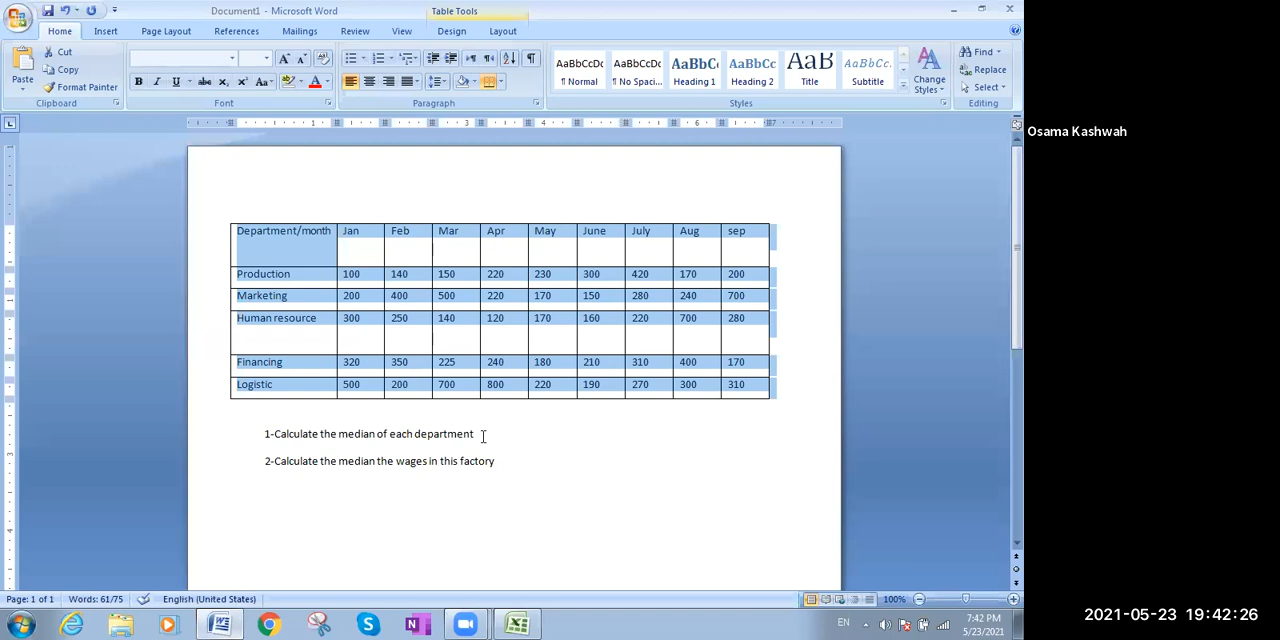 Document1 - Microsoft Word
Table Tools
Home Insert Page Layout References Mailings Review View Design Layout
Paste
Cut
Copy
Format Painter
Clipboard
Font
Paragraph
AaBbCcDc AaBbCcDc AaBbCc AaBbCc AaB AaBbCc.
¶ Normal ¶ No Spaci... Heading 1 Heading 2 Title Subtitle
Change
Styles
Styles
Find
Replace
Select
Editing
Osama Kashwah
Department/month Jan Feb Mar Apr May June July Aug sep
Production 100 140 150 220 230 300 420 170 200
Marketing 200 400 500 220 170 150 280 240 700
Human resource 300 250 140 120 170 160 220 700 280
Financing 320 350 225 240 180 210 310 400 170
Logistic 500 200 700 800 220 190 270 300 310
1-Calculate the median of each department
2-Calculate the median the wages in this factory
Page: 1 of 1 Words: 61/75 English (United States) 100%
EN 7:42 PM
5/23/2021
2021-05-23 19:42:26